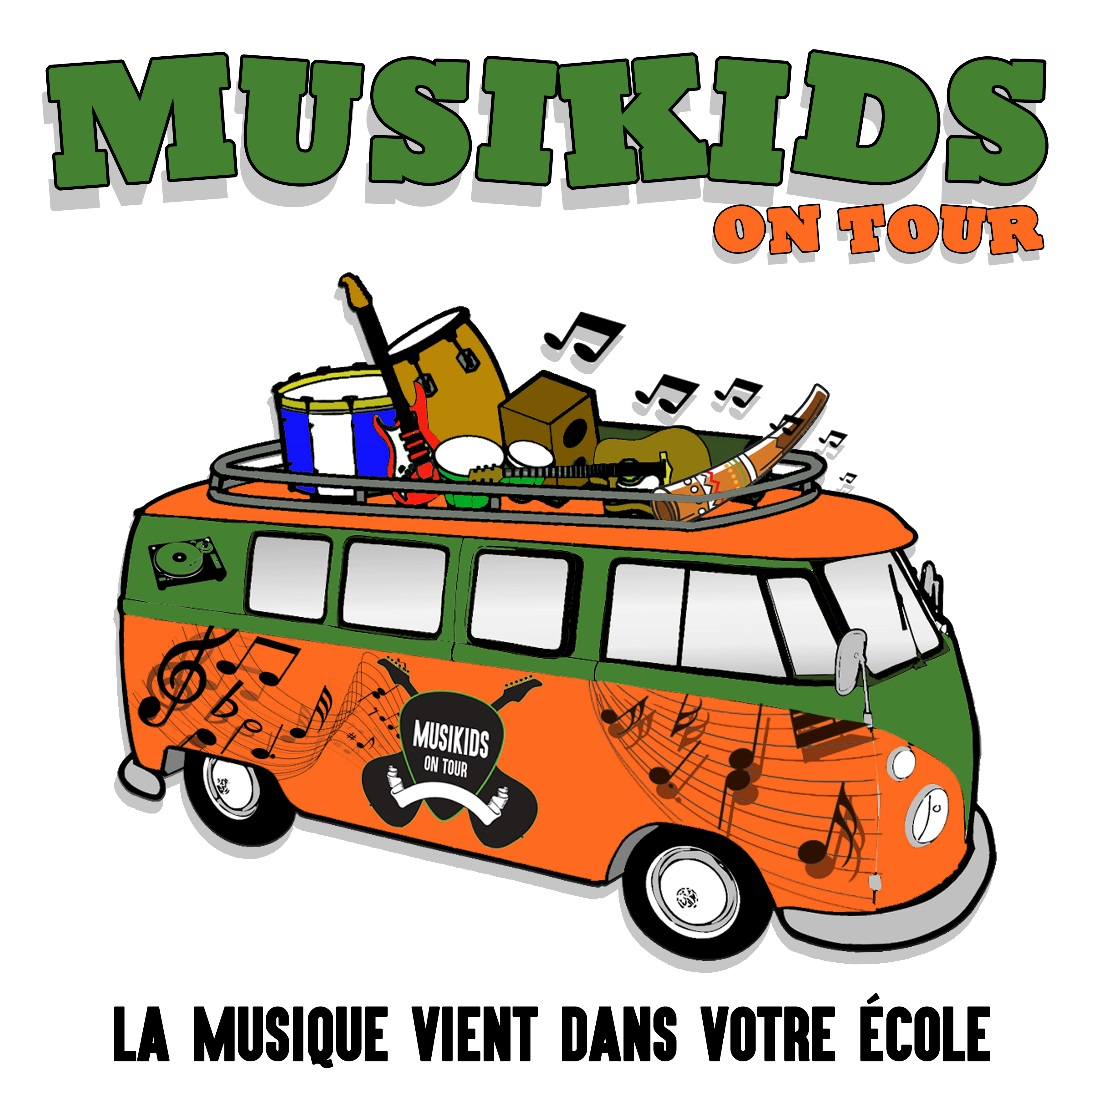 MUSIKIDS
ON TOUR
MUSIKIDS
ON TOUR
LA MUSIQUE VIENT DANS VOTRE ÉCOLE